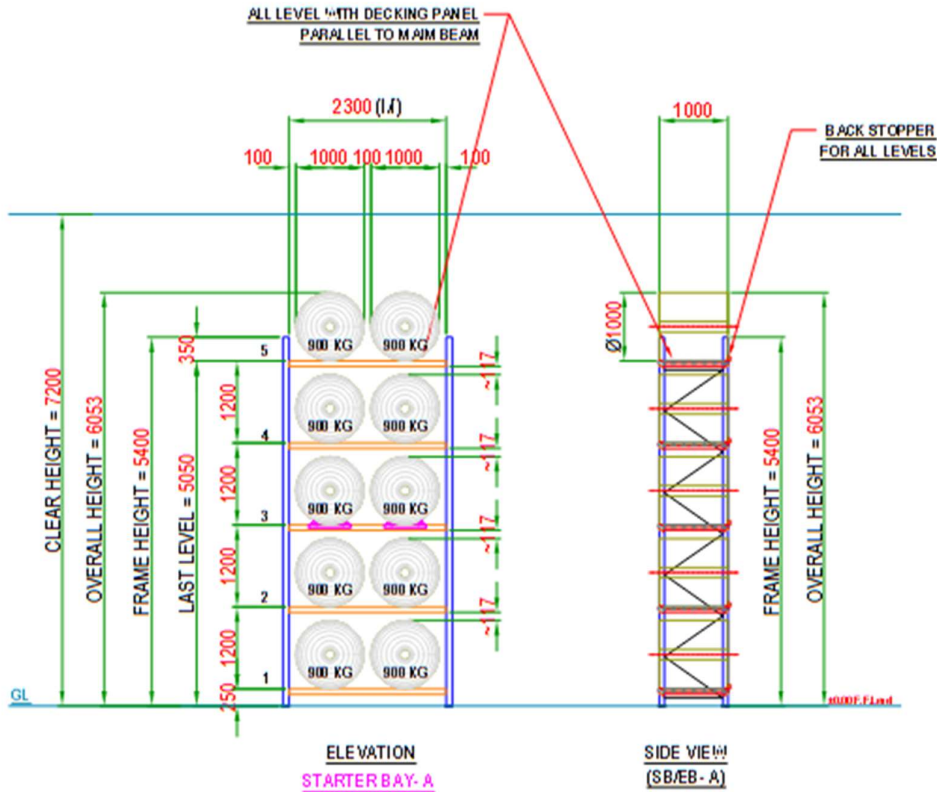 ALL LEVEL WITH DECKING PANEL
PARALLEL TO MAIM BEAM
2300
1000
BACK STOPPER
FOR ALL LEVELS
100 1000 100 1000 100
CLEAR HEIGHT = 7200
OVERALL HEIGHT = 6053
FRAME HEIGHT = 5400
LAST LEVEL = 5050
350
1200
1200
1200
1200
250
5
4
3
2
1
900 KG 900 KG
900 KG 900 KG
900 KG 900 KG
900 KG 900 KG
900 KG 900 KG
~117
~117
~117
~117
Ø1000
FRAME HEIGHT = 5400
OVERALL HEIGHT = 6053
GL
ELEVATION
STARTER BAY- A
SIDE VIEW
(SB/EB - A)